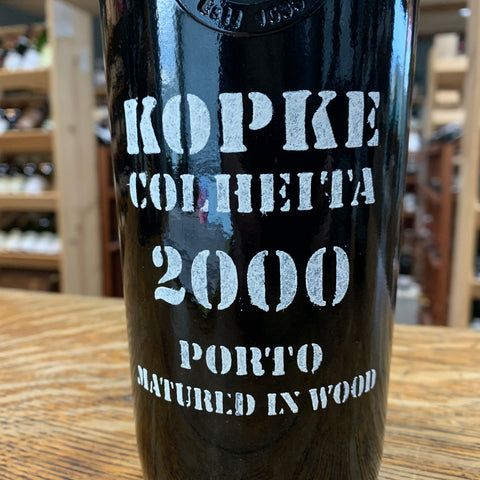 KOPKE
COLHEITA
2000
PORTO
MATURED IN WOOD